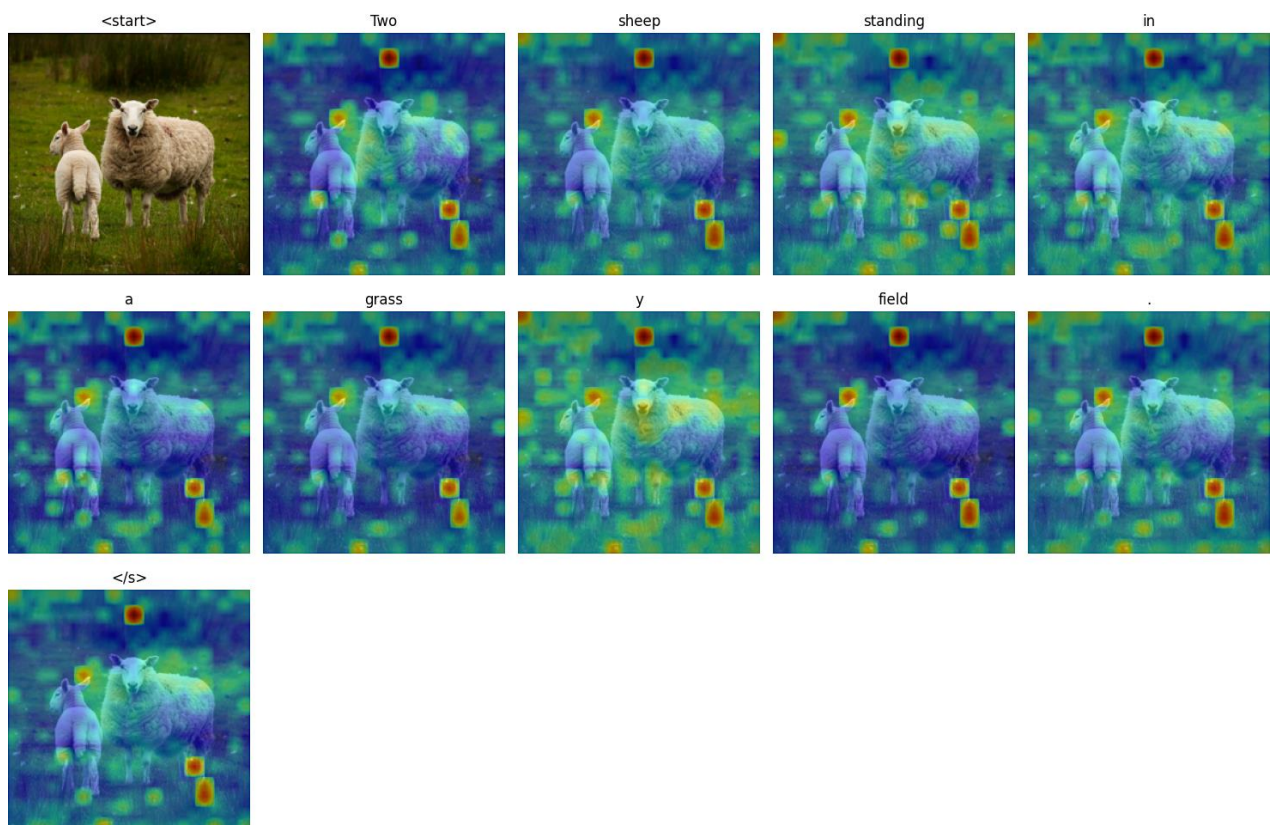 <start> Two sheep standing in
a grass y field .
</s>